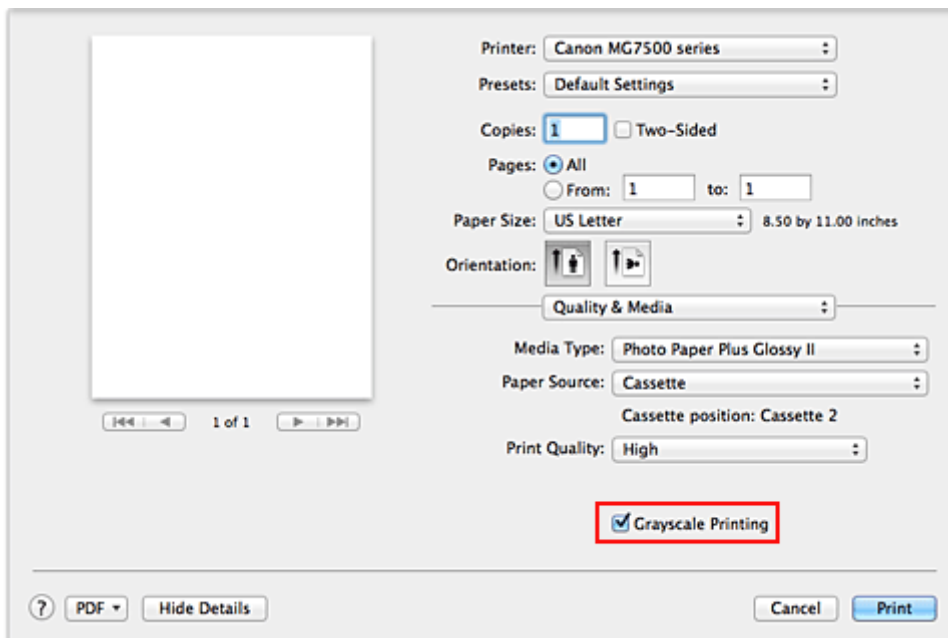 Printer: Canon MG7500 series
Presets: Default Settings
Copies: 1 Two-Sided
Pages: All
From: 1 to: 1
Paper Size: US Letter 8.50 by 11.00 inches
Orientation:
Quality & Media
Media Type: Photo Paper Plus Glossy II
Paper Source: Cassette
Cassette position: Cassette 2
1 of 1
Print Quality: High
Grayscale Printing
? PDF Hide Details Cancel Print